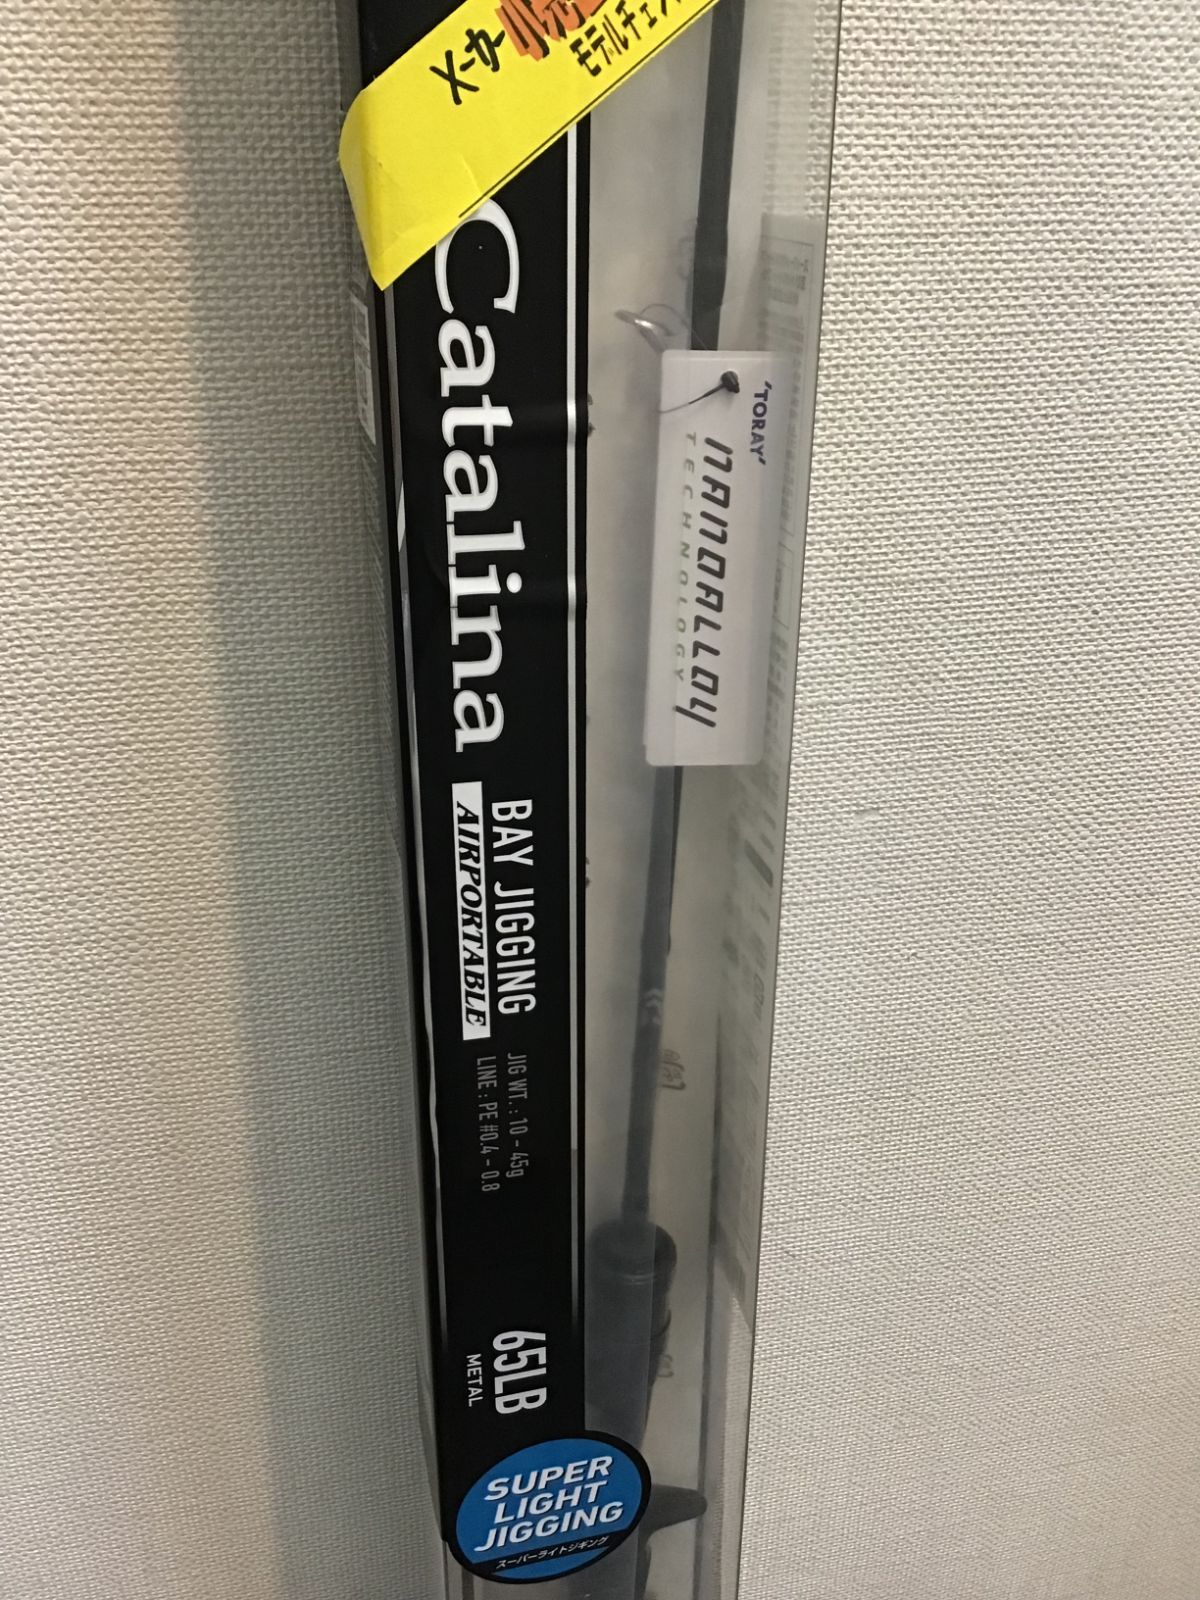 メーカー
モデルチェン
Catalina
BAY JIGGING
AIRPORTABLE
JIG WT. : 10 - 45g
LINE : PE #0.4 - 0.8
65LB
METAL
SUPER
LIGHT
JIGGING
スーパーライトジギング
'TORAY'
NANOALLOY
TECHNOLOGY